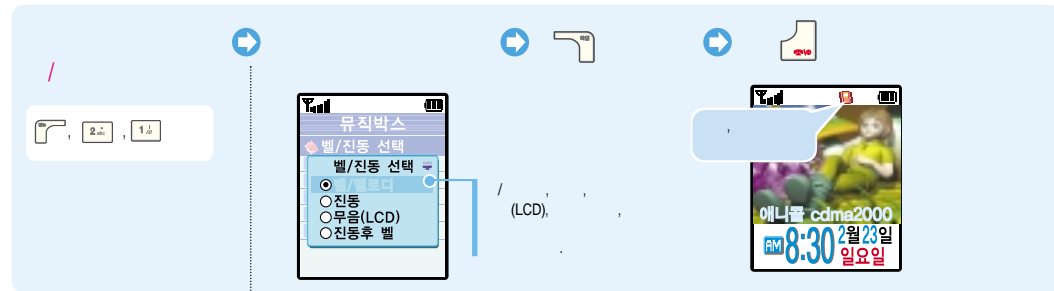 /
, 2 abc , 1
뮤직박스
벨/진동 선택
벨/진동 선택
벨/멜로디
진동
무음(LCD)
진동후 벨
/ , ,
(LCD), ,
.
,
애니콜 cdma2000
AM 8:30 2월 23일
일요일